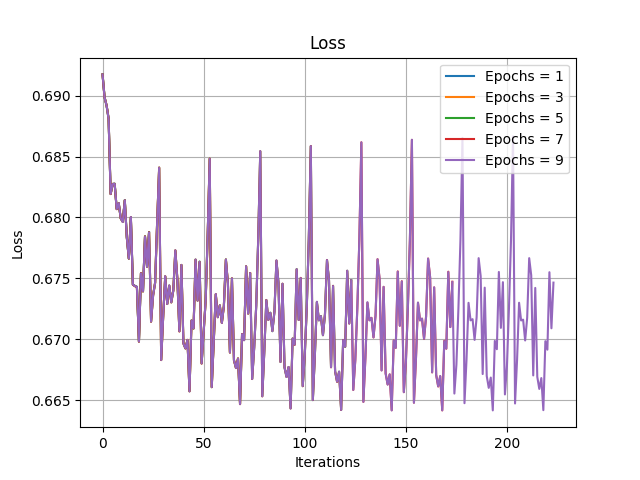 Loss
0.690
0.685
0.680
0.675
0.670
0.665
Loss
0 50 100 150 200
Iterations
Epochs = 1
Epochs = 3
Epochs = 5
Epochs = 7
Epochs = 9